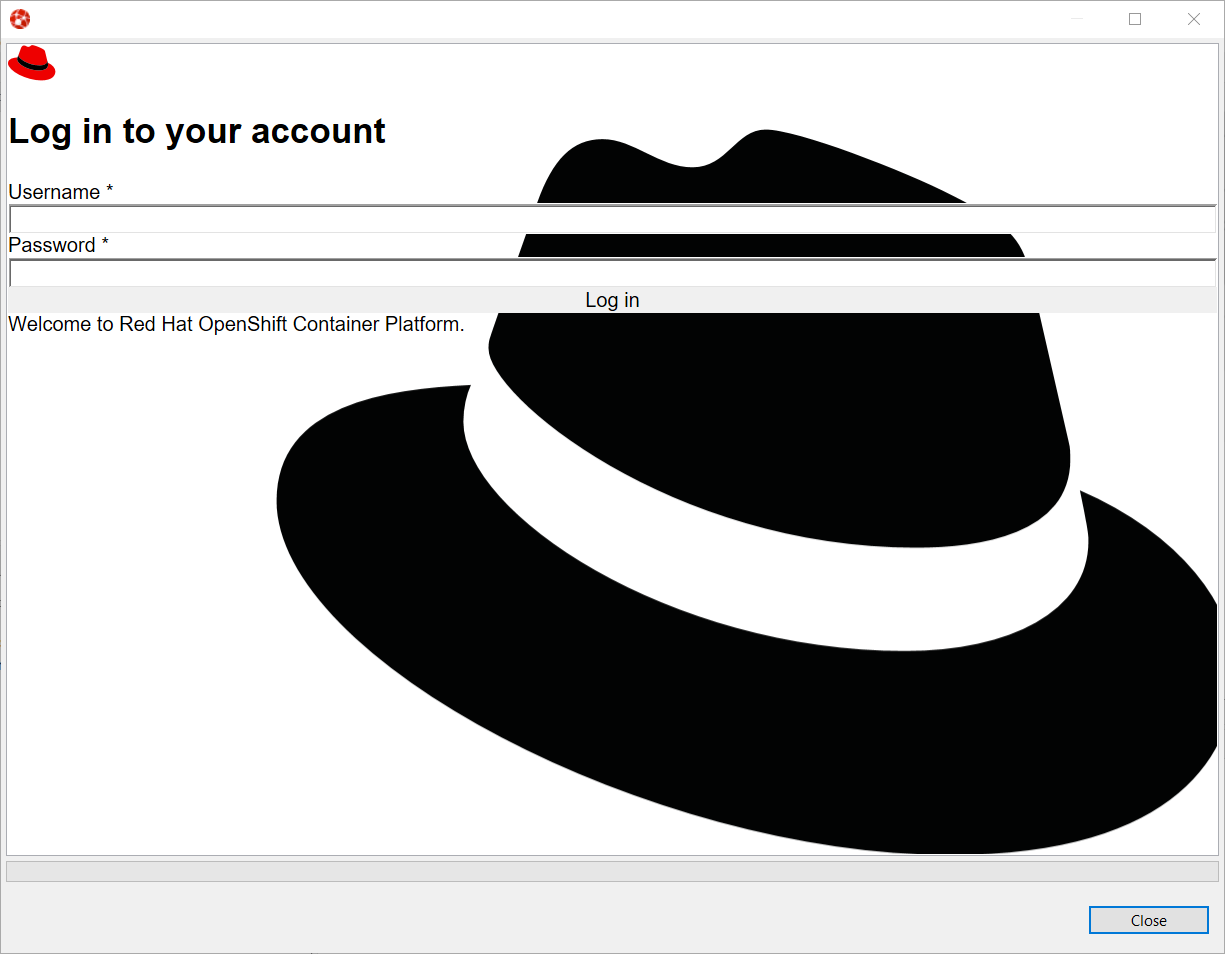 Log in to your account
Username *
Password *
Log in
Welcome to Red Hat OpenShift Container Platform.
Close